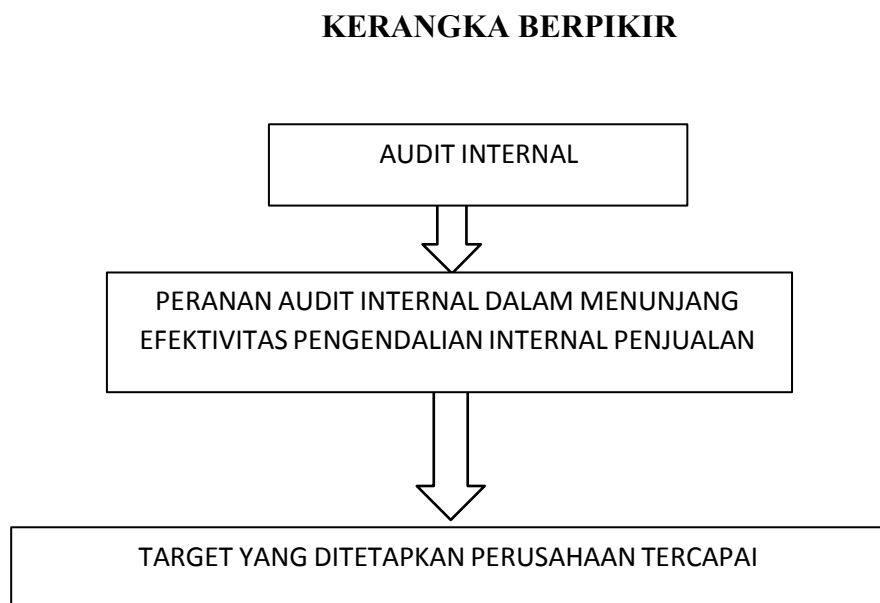 KERANGKA BERPIKIR
AUDIT INTERNAL
PERANAN AUDIT INTERNAL DALAM MENUNJANG
EFEKTIVITAS PENGENDALIAN INTERNAL PENJUALAN
TARGET YANG DITETAPKAN PERUSAHAAN TERCAPAI